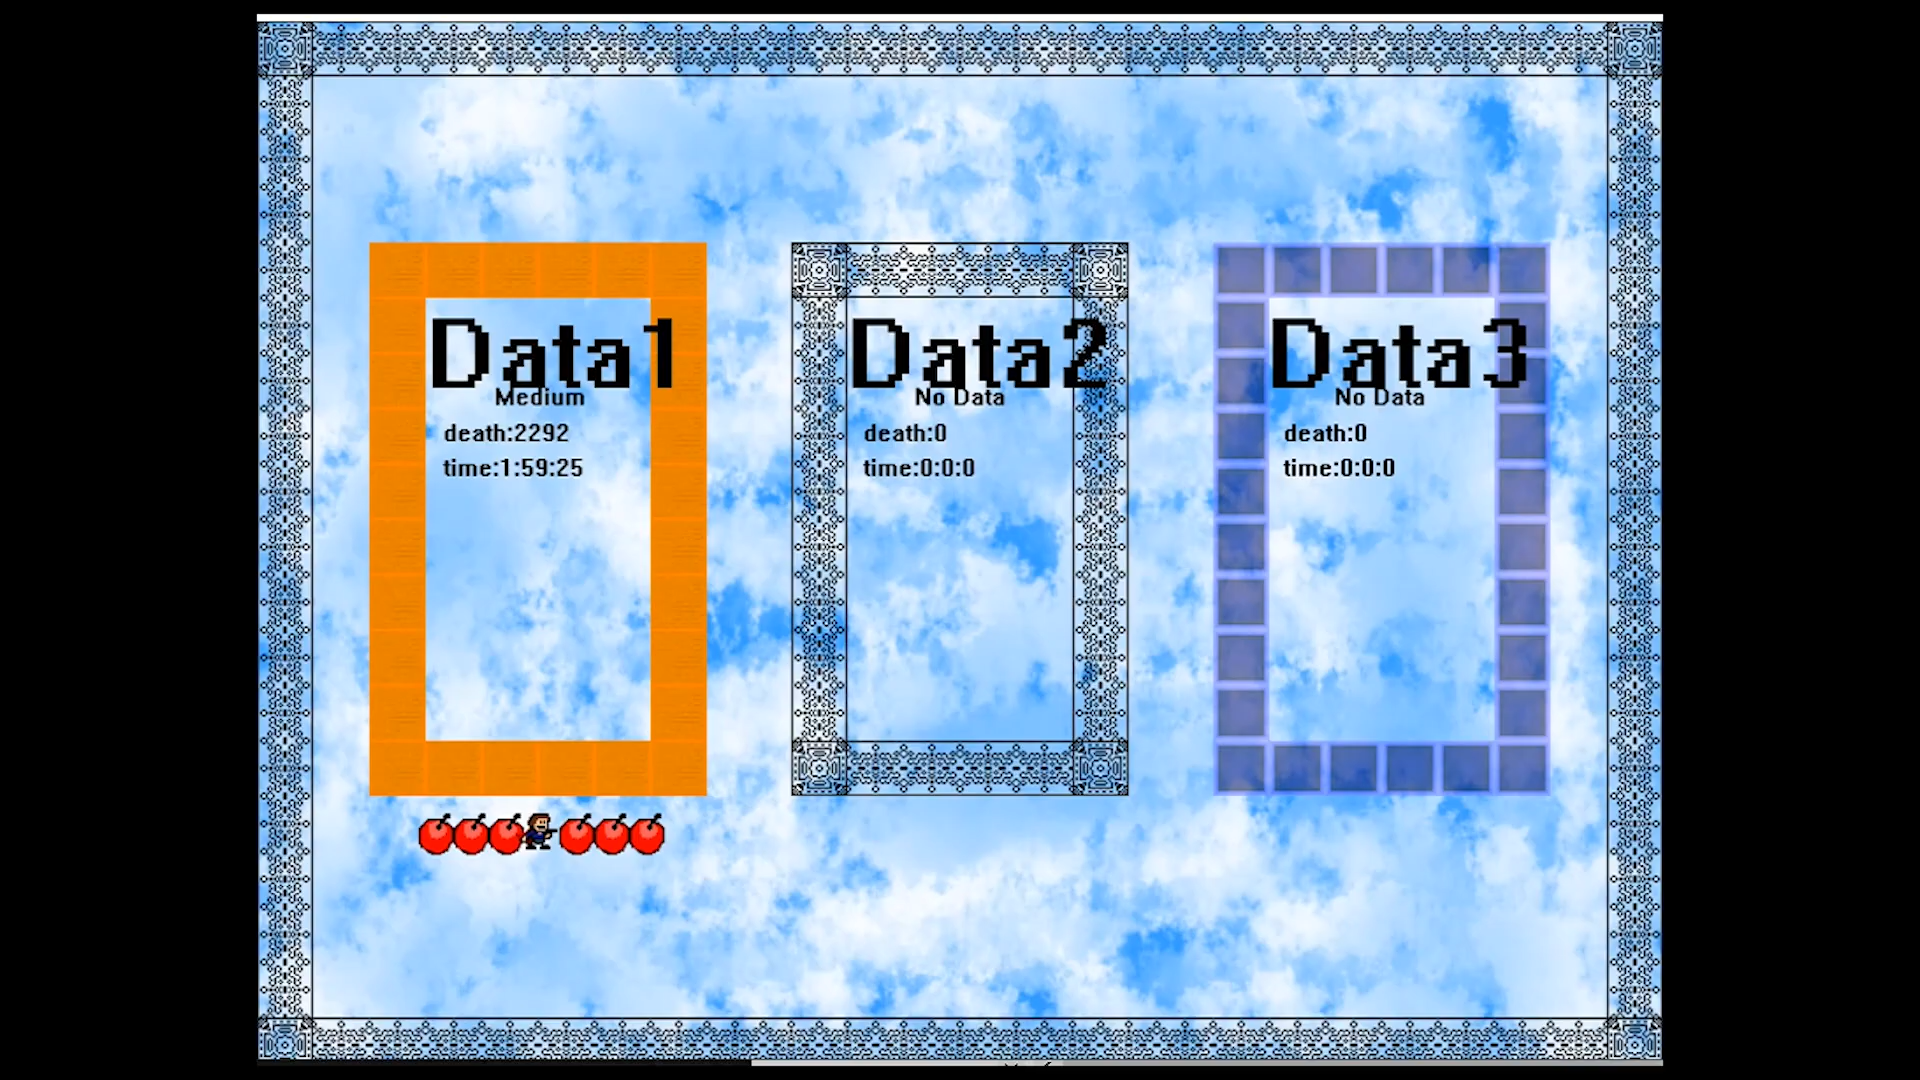 Data1
Medium
death:2292
time:1:59:25
Data2
No Data
death:0
time:0:0:0
Data3
No Data
death:0
time:0:0:0